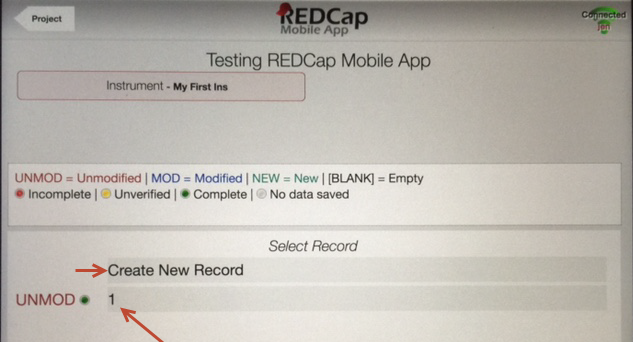 Project
REDCap
Mobile App
Connected
jen
Testing REDCap Mobile App
Instrument - My First Ins
UNMOD = Unmodified | MOD = Modified | NEW = New | [BLANK] = Empty
Incomplete | Unverified | Complete | No data saved
Select Record
Create New Record
UNMOD 1